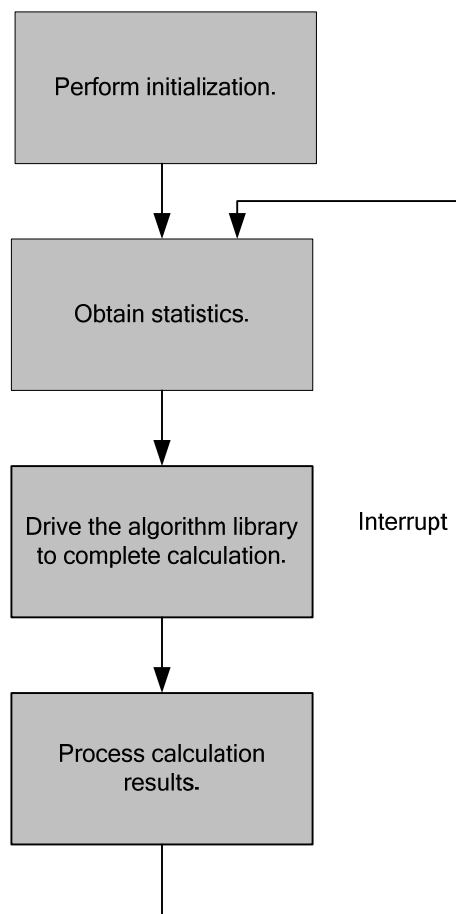 Perform initialization.
Obtain statistics.
Drive the algorithm library
to complete calculation.
Interrupt
Process calculation
results.